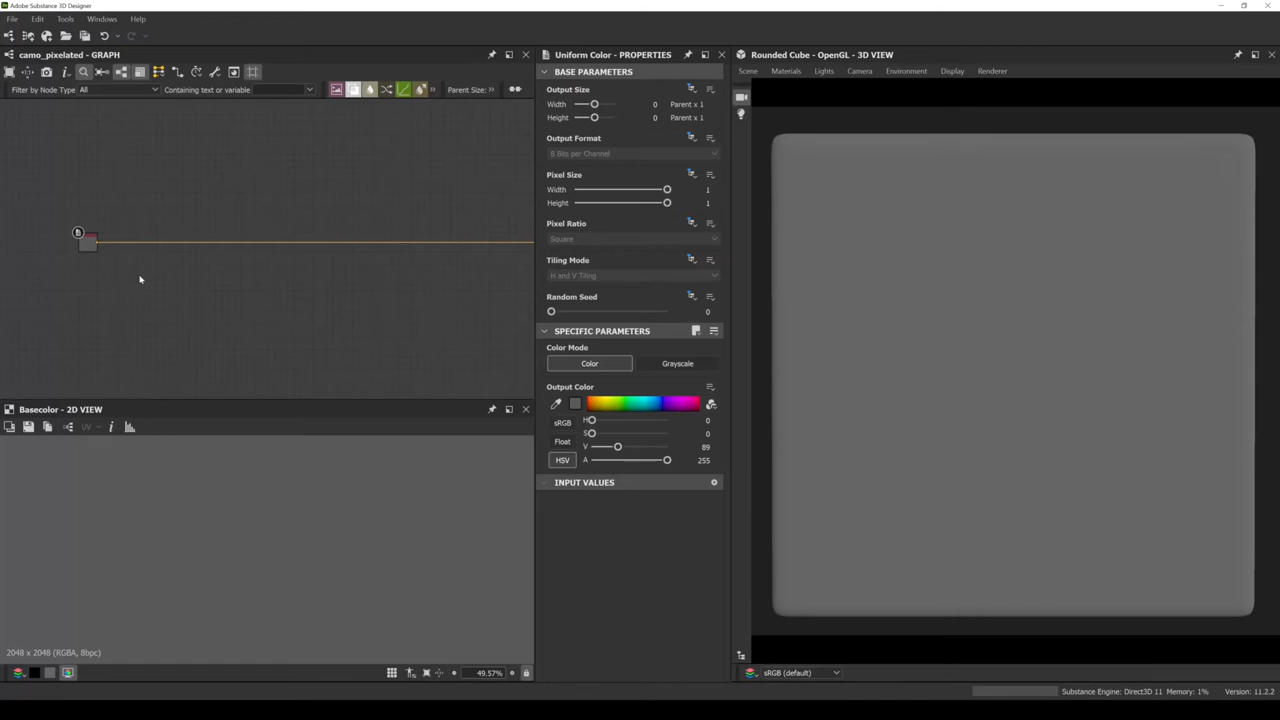 Adobe Substance 3D Designer
File Edit Tools Windows Help
camo_pixelated - GRAPH
Filter by Node Type All Containing text or variable Parent Size:
Basecolor - 2D VIEW
UV
2048 x 2048 (RGBA, 8bpc)
49.57%
Uniform Color - PROPERTIES
BASE PARAMETERS
Output Size
Width 0 Parent x 1
Height 0 Parent x 1
Output Format
8 Bits per Channel
Pixel Size
Width 1
Height 1
Pixel Ratio
Square
Tiling Mode
H and V Tiling
Random Seed
0
SPECIFIC PARAMETERS
Color Mode
Color Grayscale
Output Color
sRGB
Float
HSV
H 0
S 0
V 89
A 255
INPUT VALUES
Rounded Cube - OpenGL - 3D VIEW
Scene Materials Lights Camera Environment Display Renderer
sRGB (default)
Substance Engine: Direct3D 11 Memory: 1% Version: 11.2.2